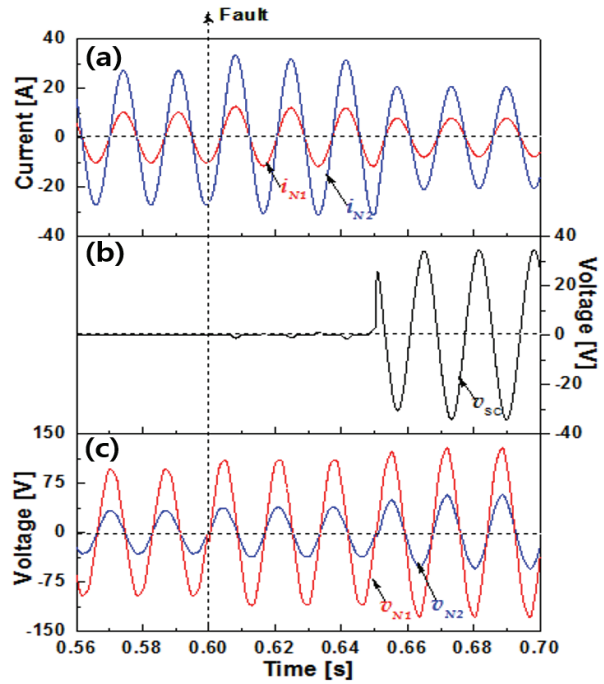 Fault
(a)
Current [A]
40
20
0
-20
-40
iN1
iN2
(b)
Voltage [V]
40
20
0
-20
-40
vSC
(c)
Voltage [V]
150
75
0
-75
-150
vN1
vN2
0.56 0.58 0.60 0.62 0.64 0.66 0.68 0.70
Time [s]